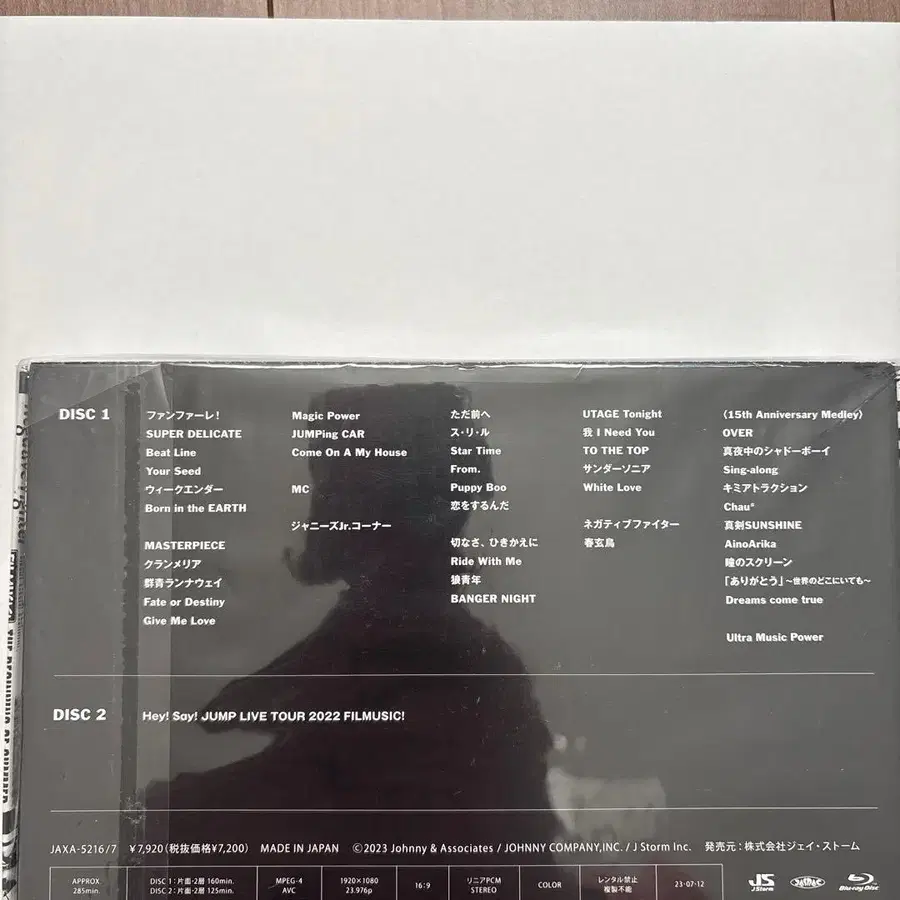 DISC 1
ファンファーレ!
SUPER DELICATE
Beat Line
Your Seed
ウィークエンダー
Born in the EARTH
MASTERPIECE
クランメリア
群青ランナウェイ
Fate or Destiny
Give Me Love
Magic Power
JUMPing CAR
Come On A My House
MC
ジャニーズJr.コーナー
ただ前へ
ス・リ・ル
Star Time
From.
Puppy Boo
恋をするんだ
切なさ、ひきかえに
Ride With Me
狼青年
BANGER NIGHT
UTAGE Tonight
我 I Need You
TO THE TOP
サンダーソニア
White Love
ネガティブファイター
春玄鳥
(15th Anniversary Medley)
OVER
真夜中のシャドーボーイ
Sing-along
キミアトラクション
Chau#
真剣SUNSHINE
AinoArika
瞳のスクリーン
「ありがとう」~世界のどこにいても~
Dreams come true
Ultra Music Power
DISC 2
Hey! Say! JUMP LIVE TOUR 2022 FILMUSIC!
JAXA-5216/7 ¥7,920(税抜価格¥7,200) MADE IN JAPAN ©2023 Johnny & Associates / JOHNNY COMPANY,INC. / J Storm Inc. 発売元:株式会社ジェイ・ストーム
APPROX
285min.
DISC 1:片面・2層 160min.
DISC 2:片面・2層 125min.
MPEG-4
AVC
1920×1080
23.976p
16:9
リニアPCM
STEREO
COLOR
レンタル禁止
複製不能
23・07・12
JS
J Storm
Blu-ray Disc